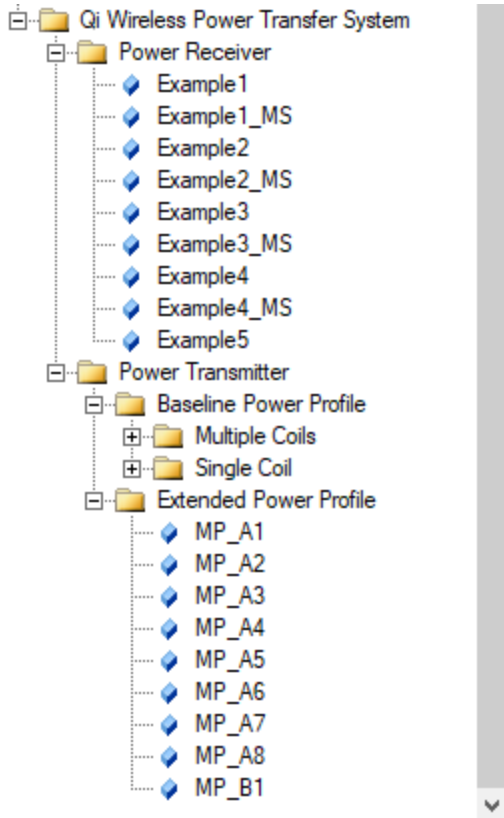 Qi Wireless Power Transfer System
Power Receiver
Example1
Example1_MS
Example2
Example2_MS
Example3
Example3_MS
Example4
Example4_MS
Example5
Power Transmitter
Baseline Power Profile
Multiple Coils
Single Coil
Extended Power Profile
MP_A1
MP_A2
MP_A3
MP_A4
MP_A5
MP_A6
MP_A7
MP_A8
MP_B1